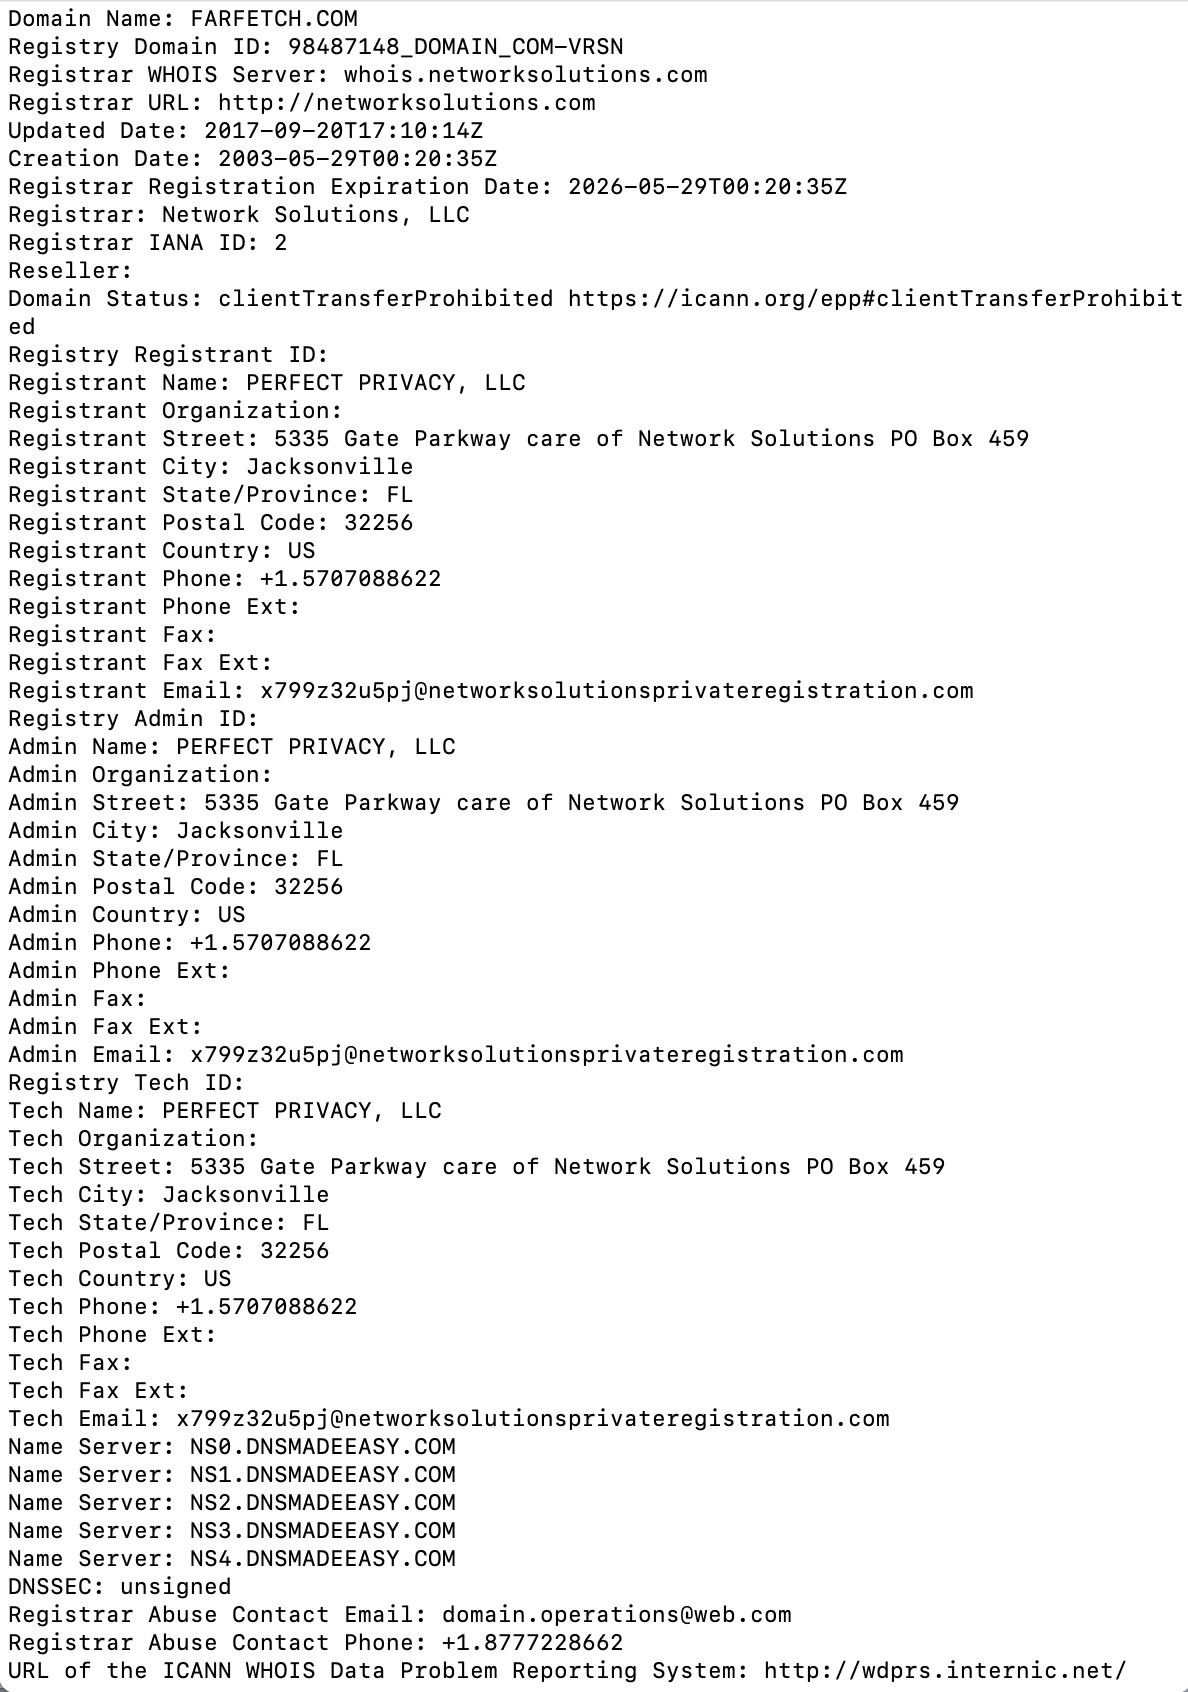 Domain Name: FARFETCH.COM
Registry Domain ID: 98487148_DOMAIN_COM-VRSN
Registrar WHOIS Server: whois.networksolutions.com
Registrar URL: http://networksolutions.com
Updated Date: 2017-09-20T17:10:14Z
Creation Date: 2003-05-29T00:20:35Z
Registrar Registration Expiration Date: 2026-05-29T00:20:35Z
Registrar: Network Solutions, LLC
Registrar IANA ID: 2
Reseller:
Domain Status: clientTransferProhibited https://icann.org/epp#clientTransferProhibit
ed
Registry Registrant ID:
Registrant Name: PERFECT PRIVACY, LLC
Registrant Organization:
Registrant Street: 5335 Gate Parkway care of Network Solutions PO Box 459
Registrant City: Jacksonville
Registrant State/Province: FL
Registrant Postal Code: 32256
Registrant Country: US
Registrant Phone: +1.5707088622
Registrant Phone Ext:
Registrant Fax:
Registrant Fax Ext:
Registrant Email: x799z32u5pj@networksolutionsprivateregistration.com
Registry Admin ID:
Admin Name: PERFECT PRIVACY, LLC
Admin Organization:
Admin Street: 5335 Gate Parkway care of Network Solutions PO Box 459
Admin City: Jacksonville
Admin State/Province: FL
Admin Postal Code: 32256
Admin Country: US
Admin Phone: +1.5707088622
Admin Phone Ext:
Admin Fax:
Admin Fax Ext:
Admin Email: x799z32u5pj@networksolutionsprivateregistration.com
Registry Tech ID:
Tech Name: PERFECT PRIVACY, LLC
Tech Organization:
Tech Street: 5335 Gate Parkway care of Network Solutions PO Box 459
Tech City: Jacksonville
Tech State/Province: FL
Tech Postal Code: 32256
Tech Country: US
Tech Phone: +1.5707088622
Tech Phone Ext:
Tech Fax:
Tech Fax Ext:
Tech Email: x799z32u5pj@networksolutionsprivateregistration.com
Name Server: NS0.DNSMADEEASY.COM
Name Server: NS1.DNSMADEEASY.COM
Name Server: NS2.DNSMADEEASY.COM
Name Server: NS3.DNSMADEEASY.COM
Name Server: NS4.DNSMADEEASY.COM
DNSSEC: unsigned
Registrar Abuse Contact Email: domain.operations@web.com
Registrar Abuse Contact Phone: +1.8777228662
URL of the ICANN WHOIS Data Problem Reporting System: http://wdprs.internic.net/